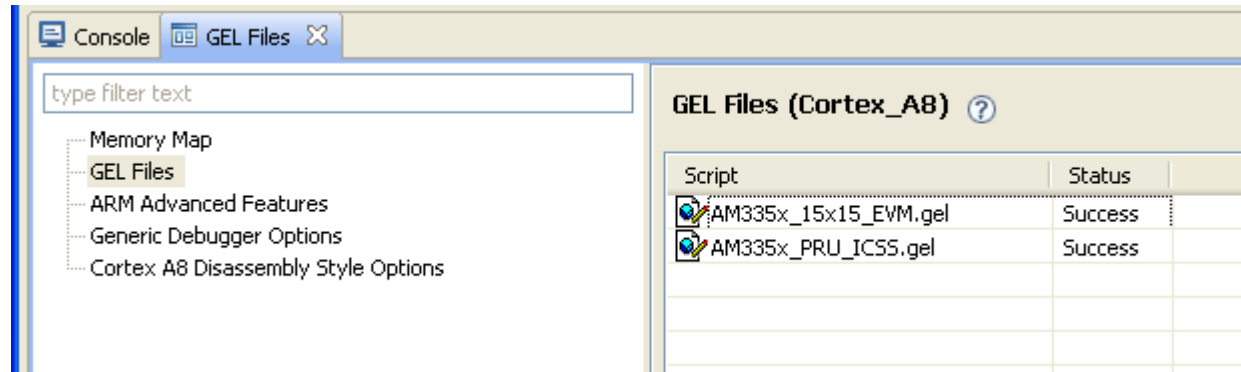 Console GEL Files
type filter text
Memory Map
GEL Files
ARM Advanced Features
Generic Debugger Options
Cortex A8 Disassembly Style Options
GEL Files (Cortex_A8) ?
Script Status
AM335x_15x15_EVM.gel Success
AM335x_PRU_ICSS.gel Success